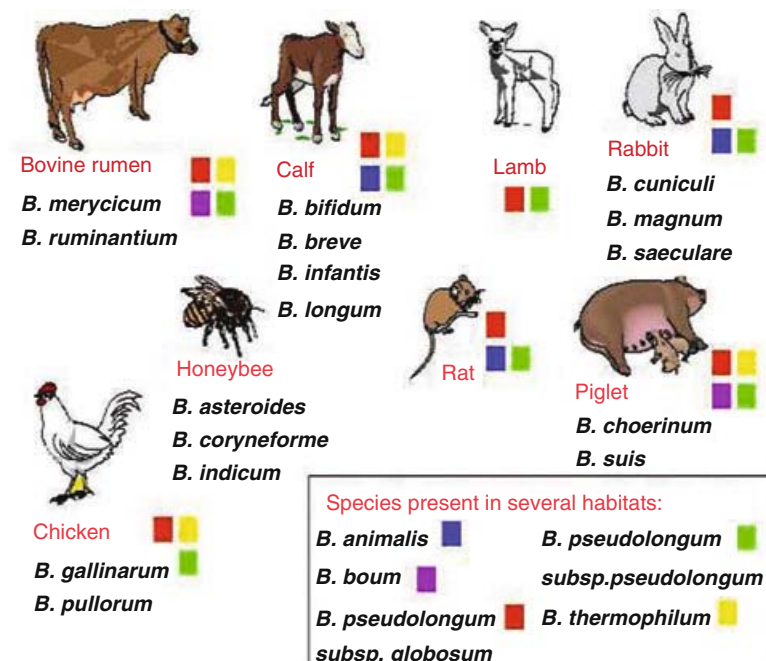 Bovine rumen
B. merycicum
B. ruminantium
Calf
B. bifidum
B. breve
B. infantis
B. longum
Lamb
Rabbit
B. cuniculi
B. magnum
B. saeculare
Honeybee
B. asteroides
B. coryneforme
B. indicum
Rat
Piglet
B. choerinum
B. suis
Chicken
B. gallinarum
B. pullorum
Species present in several habitats:
B. animalis
B. boum
B. pseudolongum
subsp. globosum
B. pseudolongum
subsp.pseudolongum
B. thermophilum